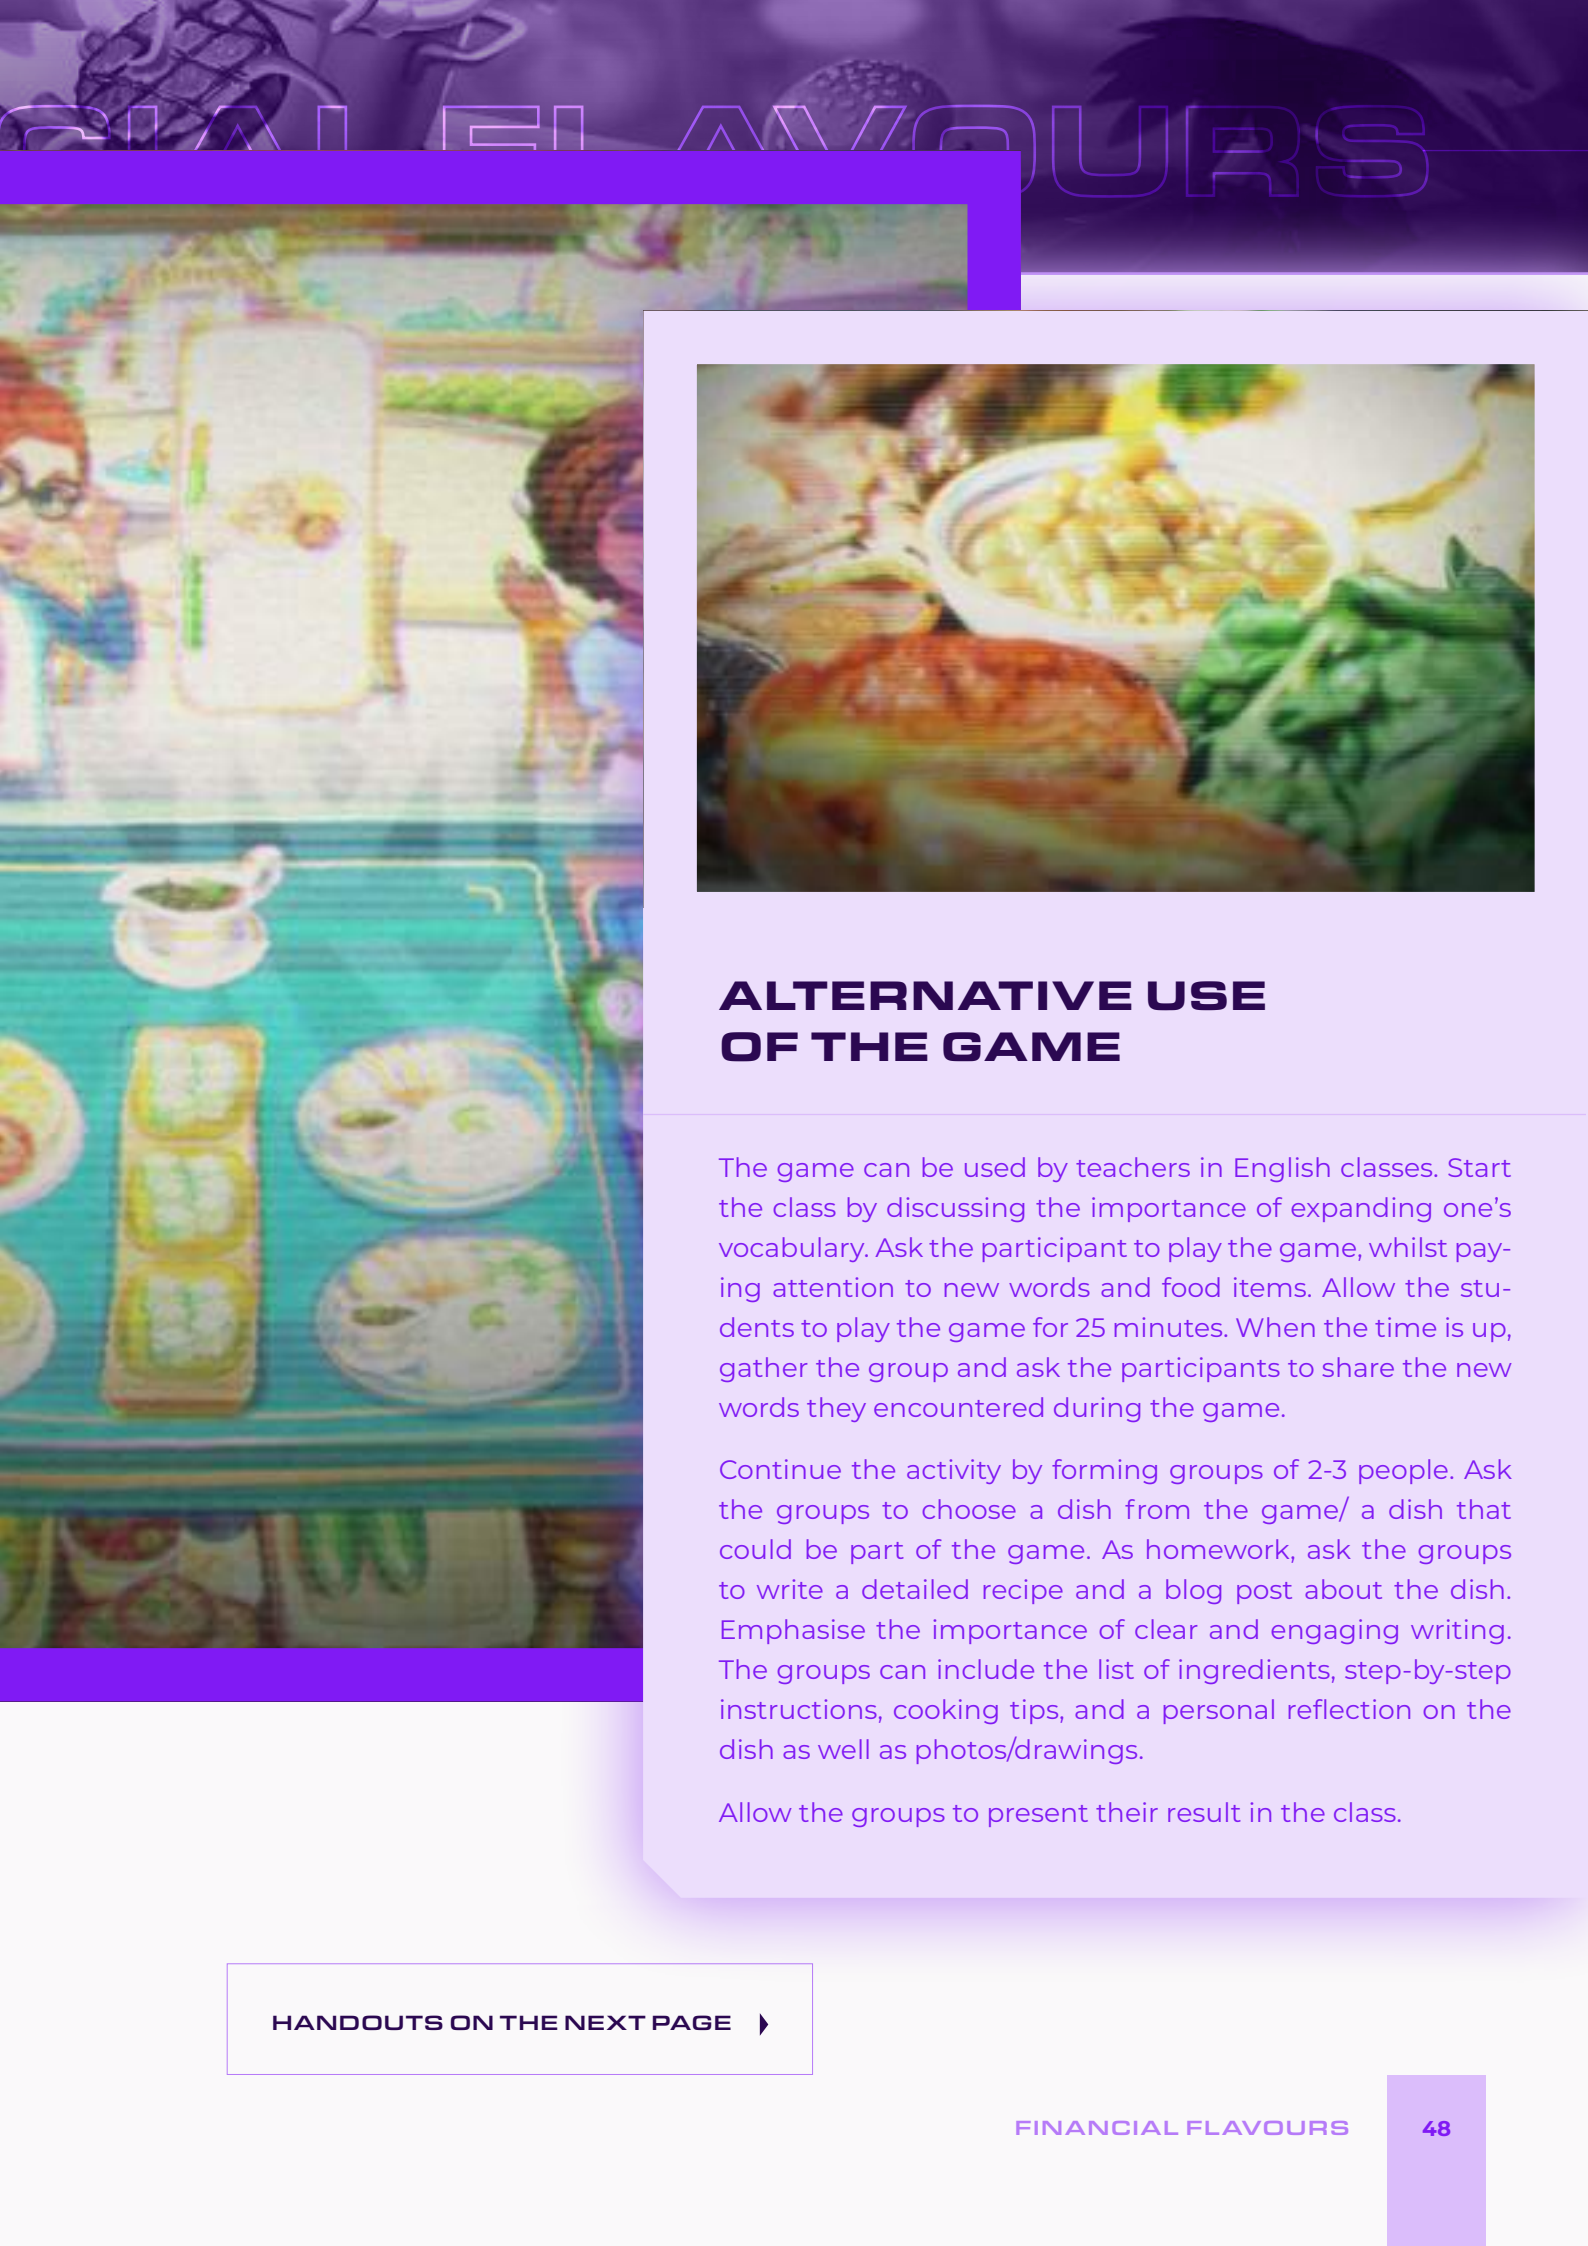 CIAL FLAVOURS
ALTERNATIVE USE
OF THE GAME
The game can be used by teachers in English classes. Start
the class by discussing the importance of expanding one’s
vocabulary. Ask the participant to play the game, whilst pay-
ing attention to new words and food items. Allow the stu-
dents to play the game for 25 minutes. When the time is up,
gather the group and ask the participants to share the new
words they encountered during the game.
Continue the activity by forming groups of 2-3 people. Ask
the groups to choose a dish from the game/ a dish that
could be part of the game. As homework, ask the groups
to write a detailed recipe and a blog post about the dish.
Emphasise the importance of clear and engaging writing.
The groups can include the list of ingredients, step-by-step
instructions, cooking tips, and a personal reflection on the
dish as well as photos/drawings.
Allow the groups to present their result in the class.
HANDOUTS ON THE NEXT PAGE
FINANCIAL FLAVOURS 48